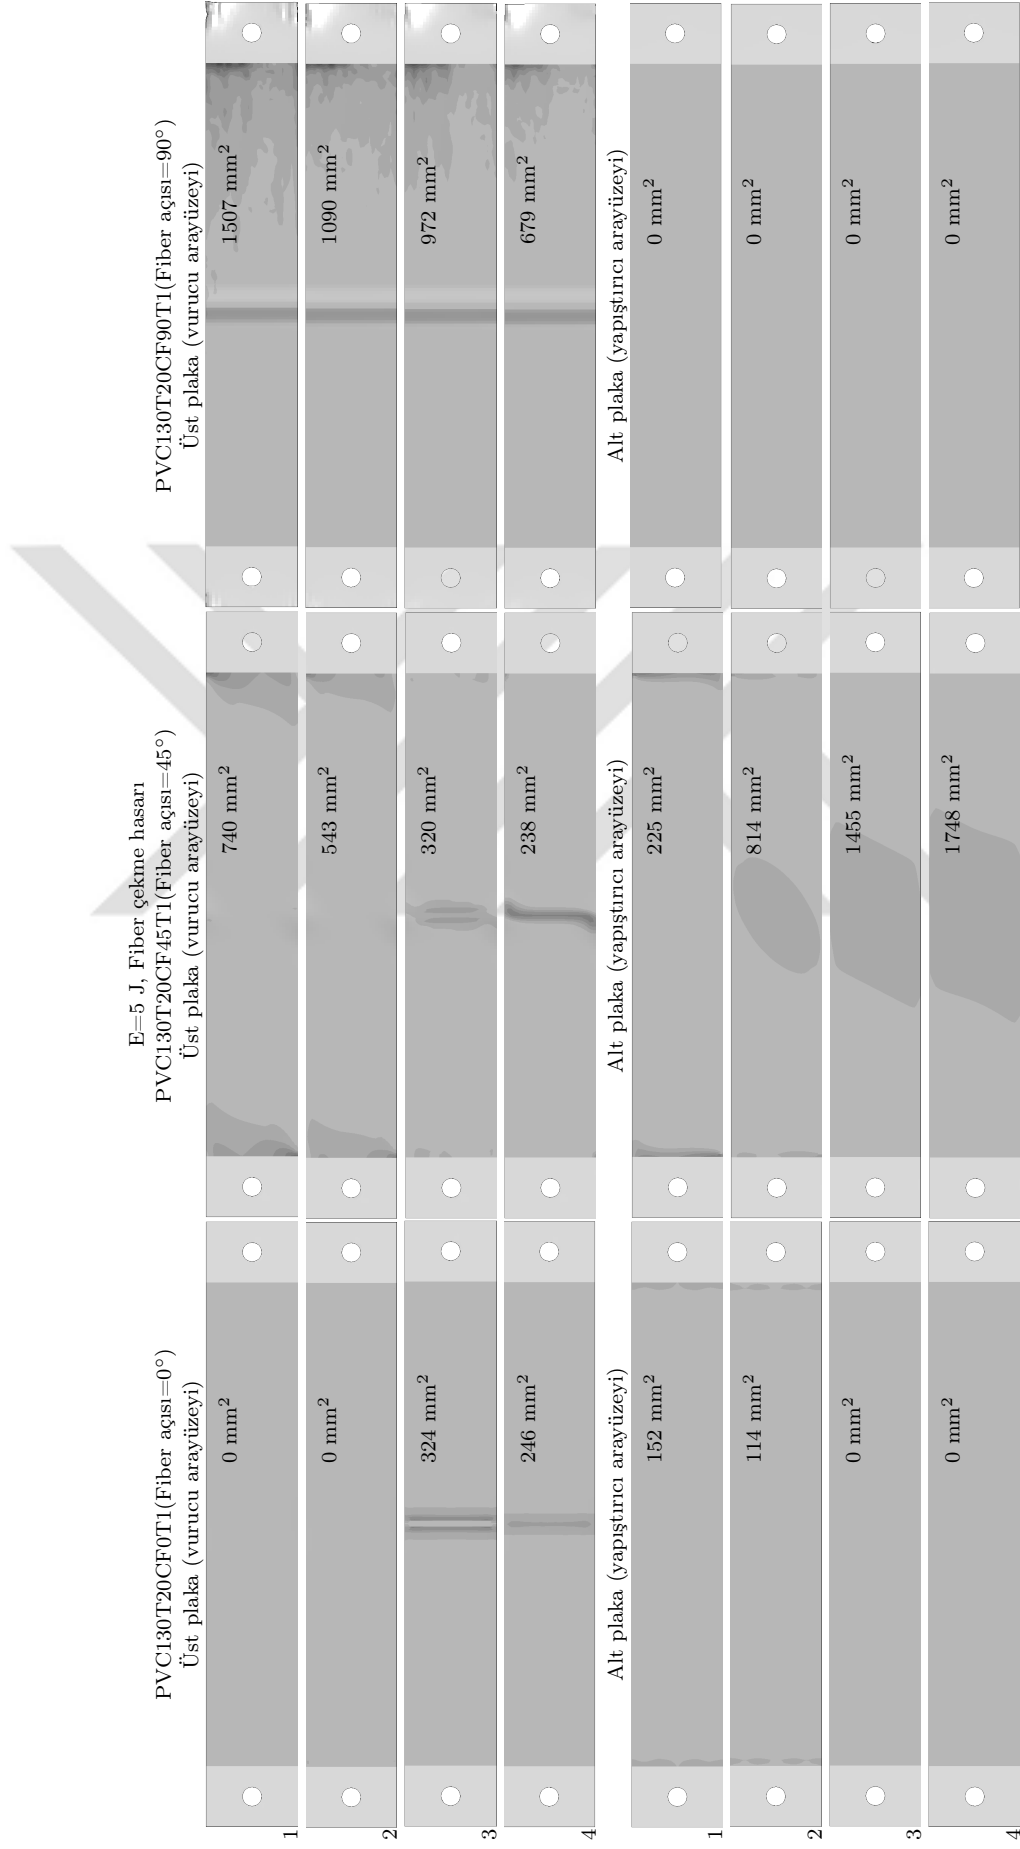 E=5 J, Fiber çekme hasarı
PVC130T20CF0T1(Fiber açısı=0°)
Üst plaka (vurucu arayüzeyi)
PVC130T20CF45T1(Fiber açısı=45°)
Üst plaka (vurucu arayüzeyi)
PVC130T20CF90T1(Fiber açısı=90°)
Üst plaka (vurucu arayüzeyi)
1
0 mm²
740 mm²
1507 mm²
2
0 mm²
543 mm²
1090 mm²
3
324 mm²
320 mm²
972 mm²
4
246 mm²
238 mm²
679 mm²
Alt plaka (yapıştırıcı arayüzeyi)
Alt plaka (yapıştırıcı arayüzeyi)
Alt plaka (yapıştırıcı arayüzeyi)
1
152 mm²
225 mm²
0 mm²
2
114 mm²
814 mm²
0 mm²
3
0 mm²
1455 mm²
0 mm²
4
0 mm²
1748 mm²
0 mm²